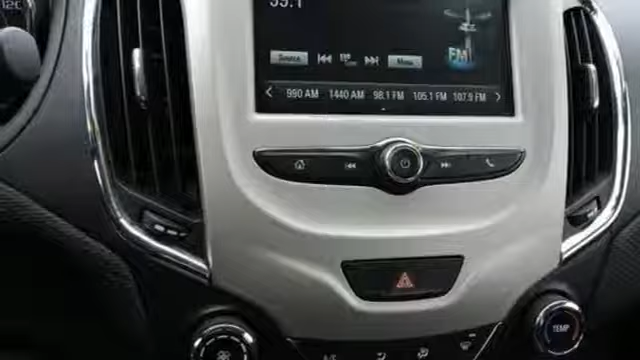 Source
Menu
FM
990 AM 1440 AM 98.1 FM 105.1 FM 107.9 FM
TEMP